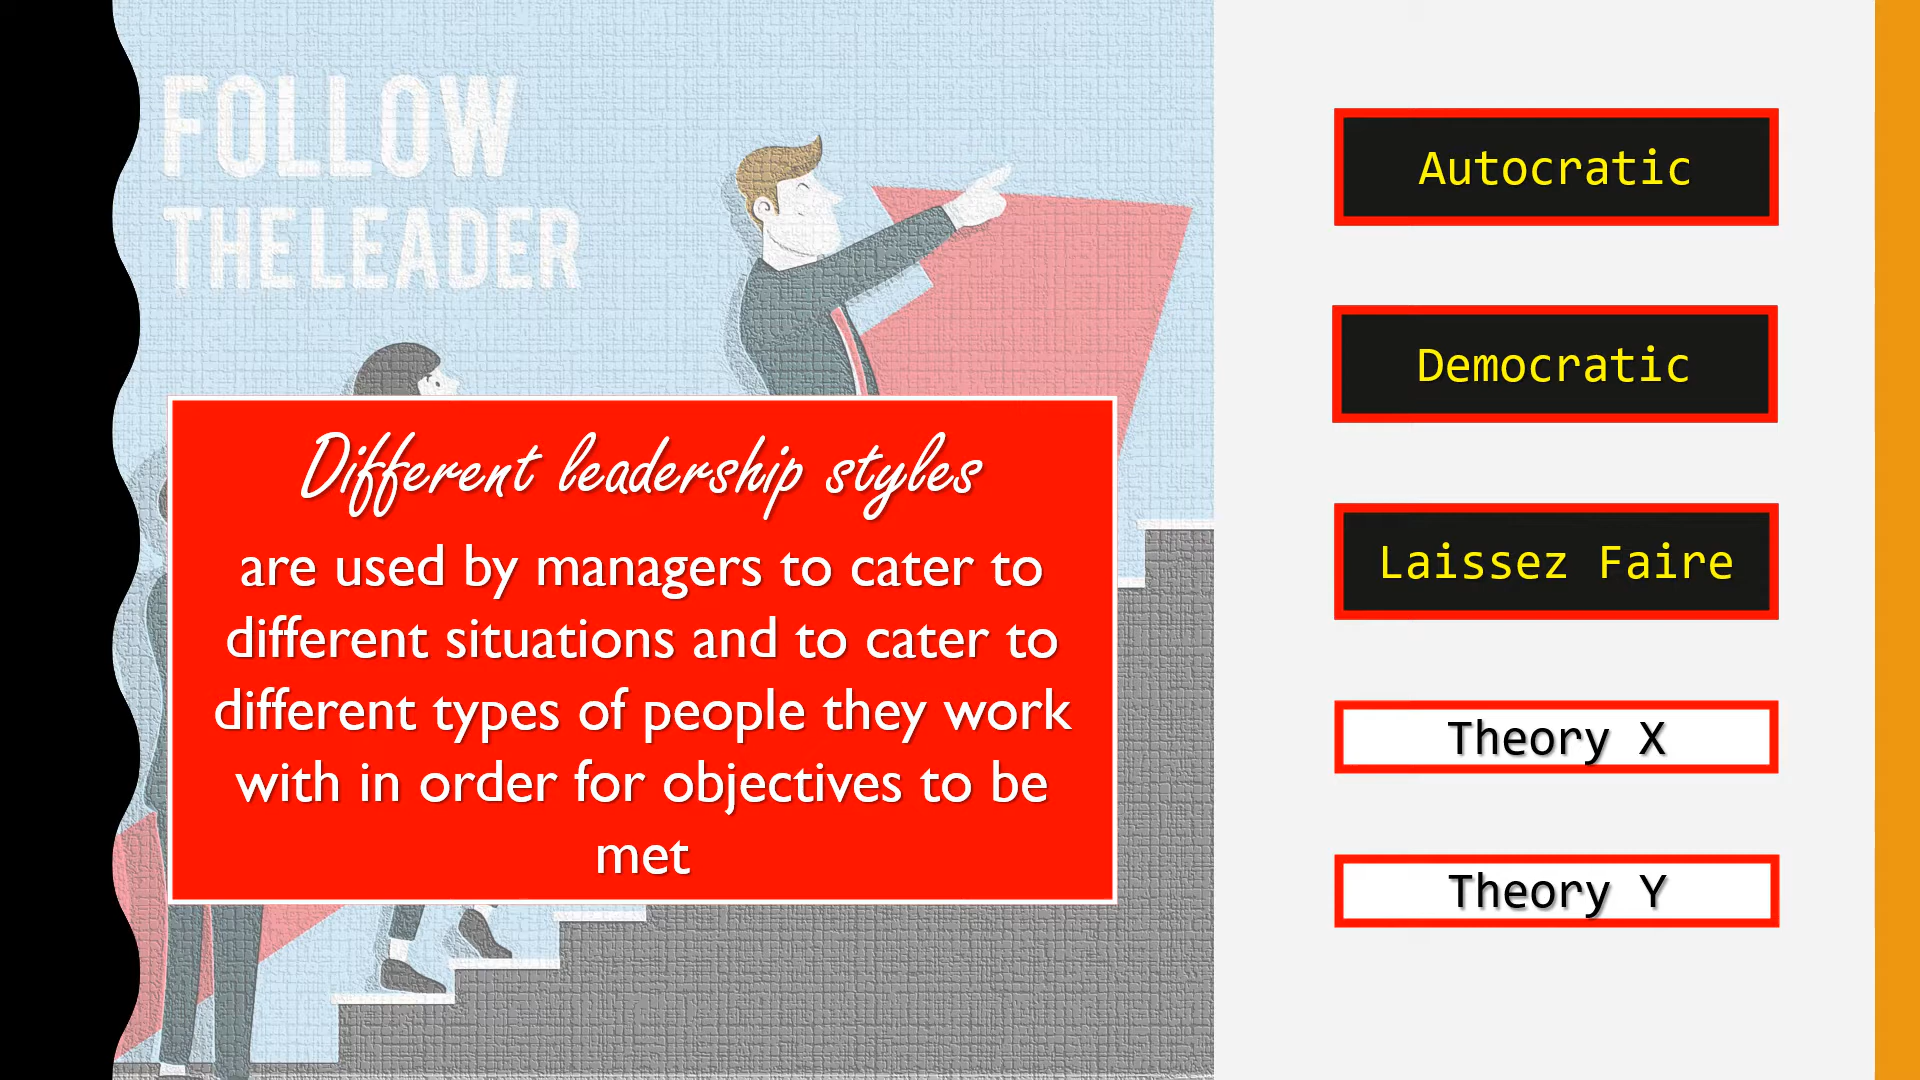 FOLLOW
THE LEADER
Different leadership styles
are used by managers to cater to
different situations and to cater to
different types of people they work
with in order for objectives to be
met
Autocratic
Democratic
Laissez Faire
Theory X
Theory Y